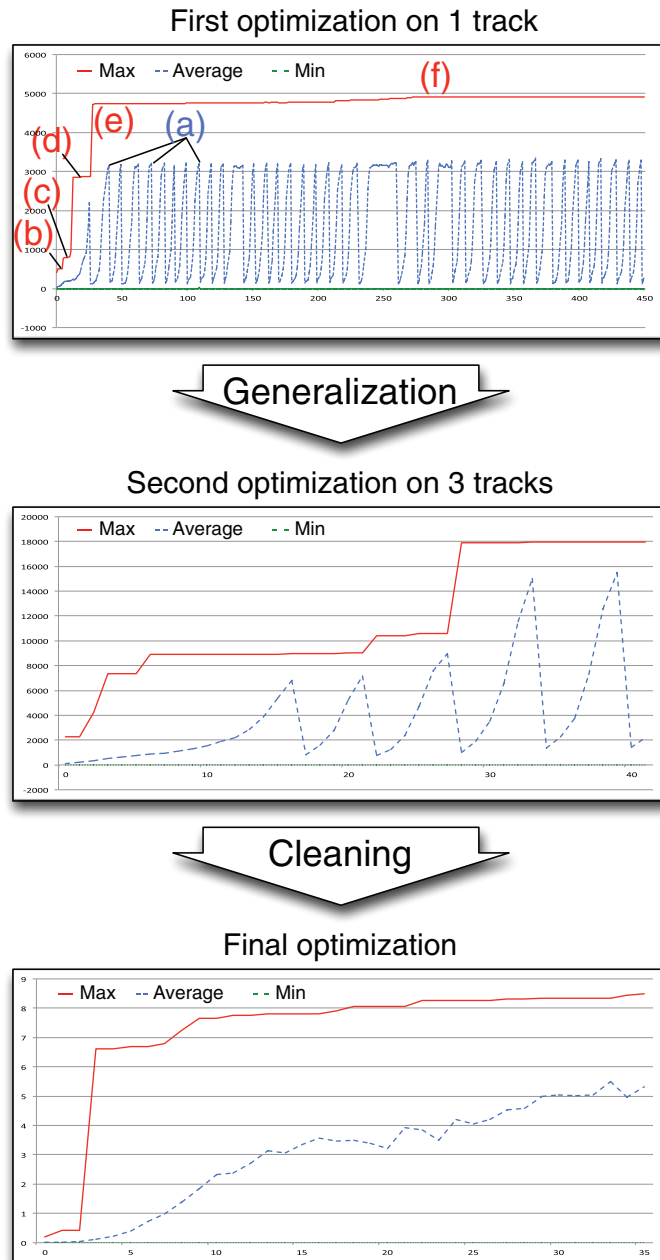 First optimization on 1 track
6000
Max Average Min
(f)
5000
(e) (a)
4000
(d)
3000
(c)
2000
(b)
1000
0
0 50 100 150 200 250 300 350 400 450
-1000
Generalization
Second optimization on 3 tracks
20000
Max Average Min
18000
16000
14000
12000
10000
8000
6000
4000
2000
0
0 10 20 30 40
-2000
Cleaning
Final optimization
9
Max Average Min
8
7
6
5
4
3
2
1
0
0 5 10 15 20 25 30 35